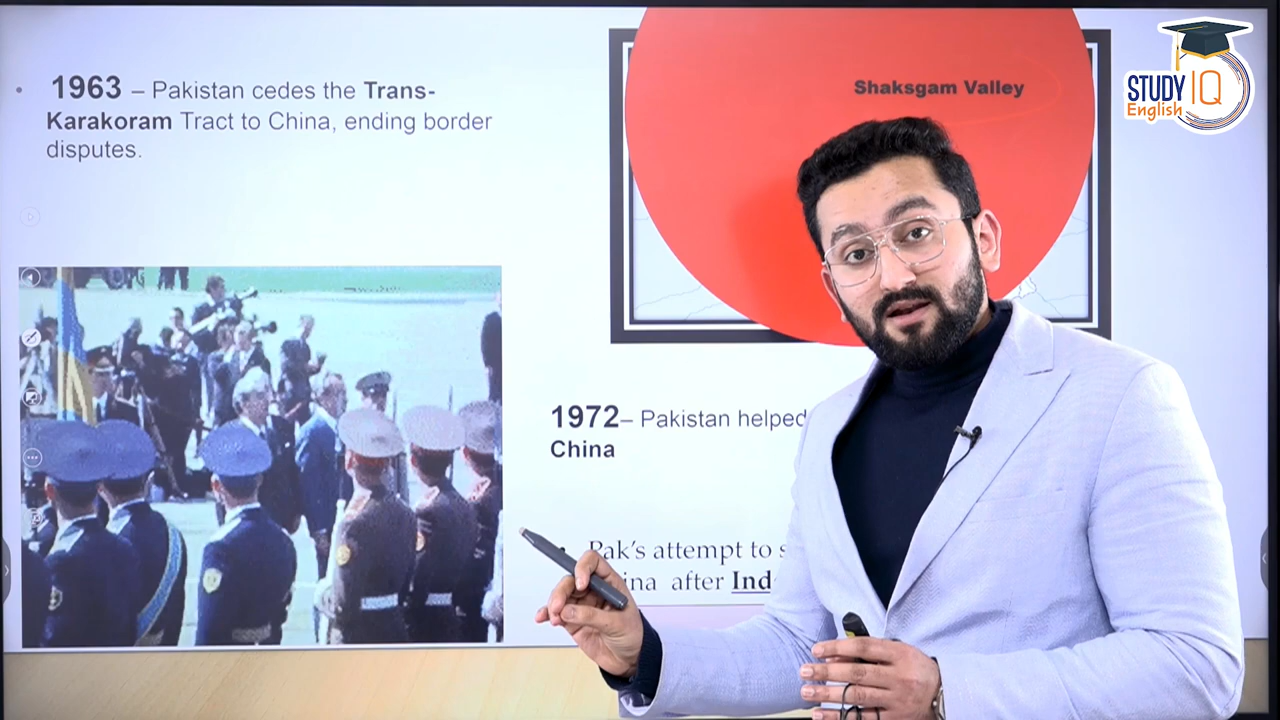 1963 – Pakistan cedes the Trans-
Karakoram Tract to China, ending border
disputes.
Shaksgam Valley
STUDY IQ
English
1972– Pakistan helped
China
Pak's attempt to
after Ind